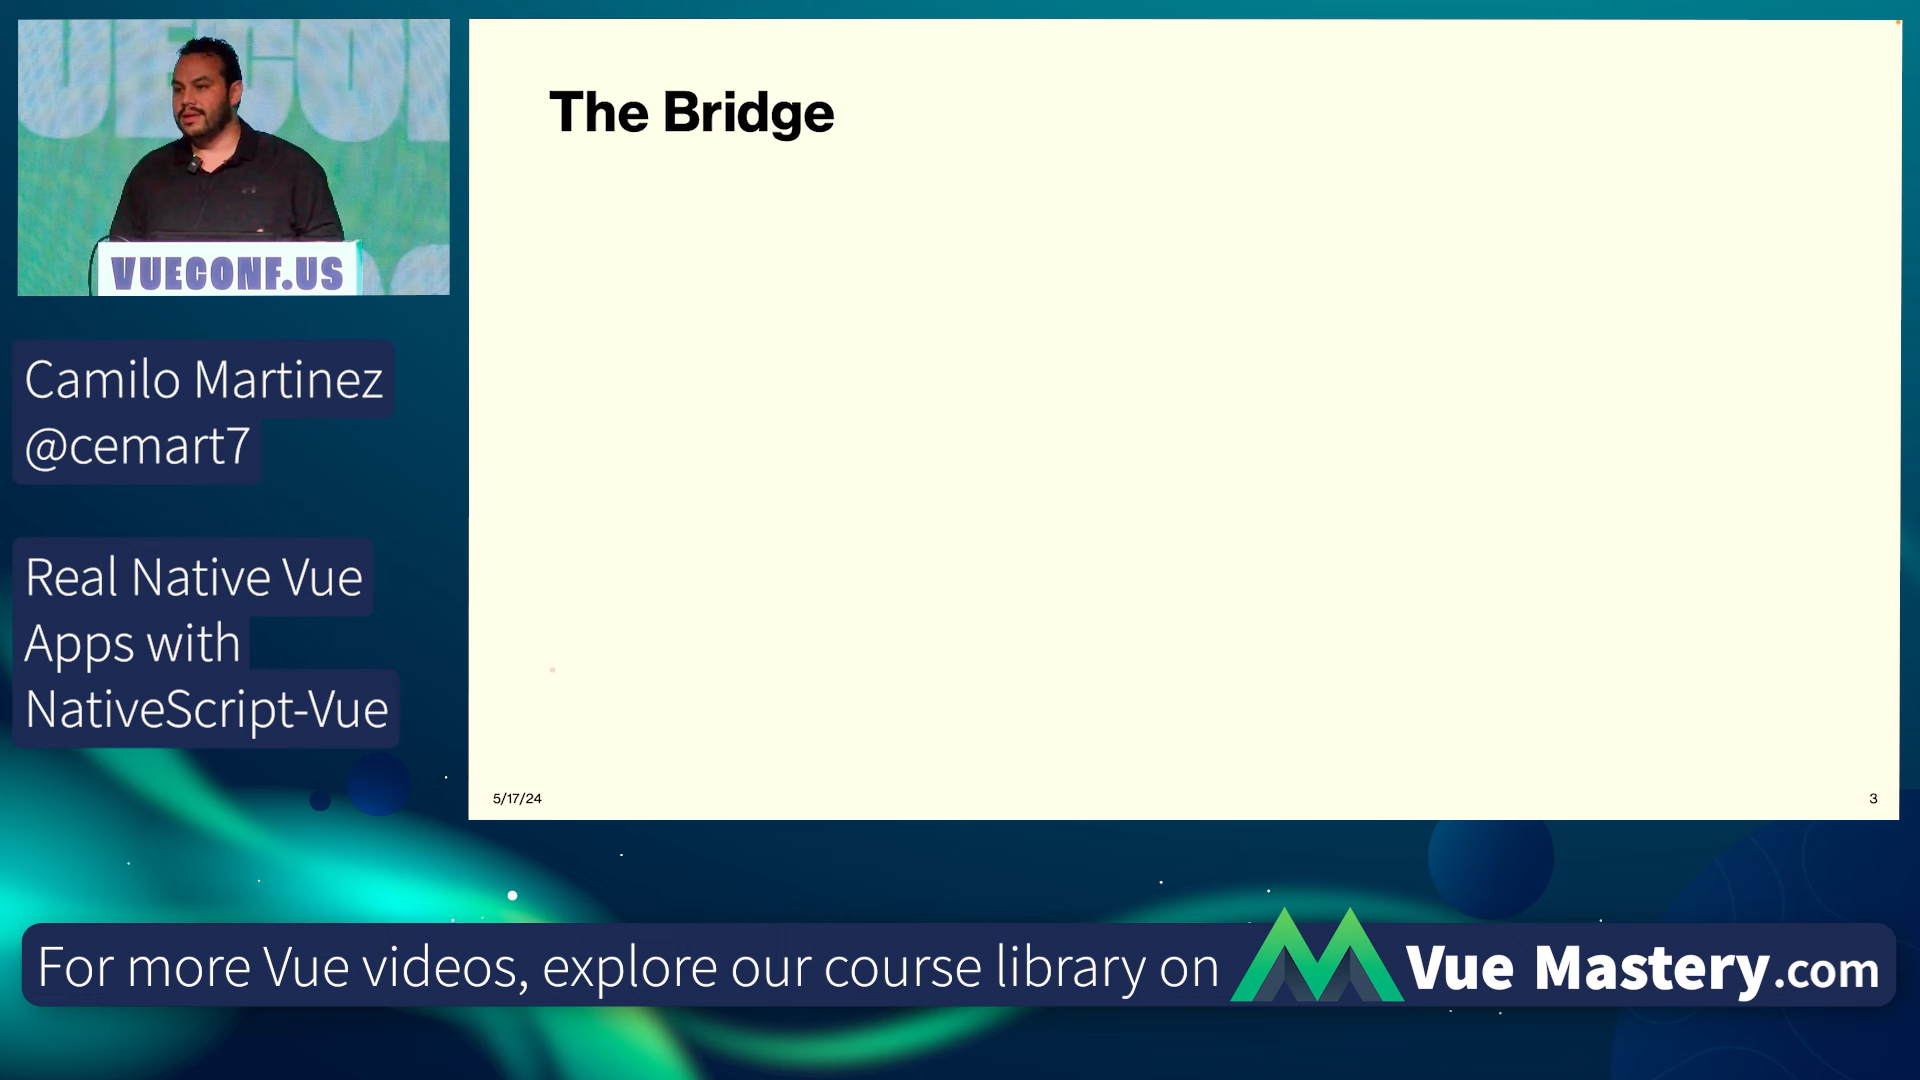 VUECONF.US
Camilo Martinez
@cemart7
Real Native Vue
Apps with
NativeScript-Vue
The Bridge
5/17/24
3
For more Vue videos, explore our course library on Vue Mastery.com